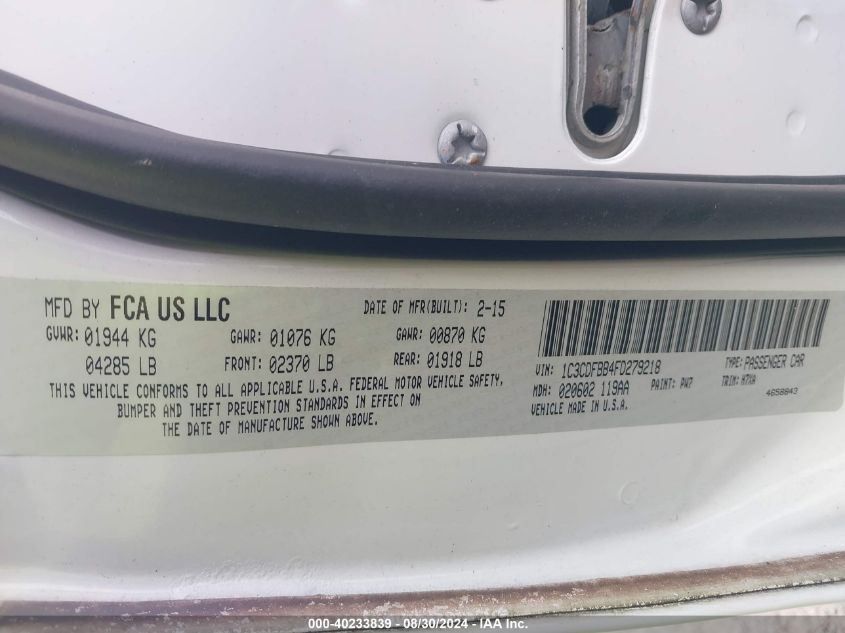 MFD BY FCA US LLC
DATE OF MFR(BUILT): 2-15
GVWR: 01944 KG
GAWR: 01076 KG
GAWR: 00870 KG
04285 LB
FRONT: 02370 LB
REAR: 01918 LB
THIS VEHICLE CONFORMS TO ALL APPLICABLE U.S.A. FEDERAL MOTOR VEHICLE SAFETY,
BUMPER AND THEFT PREVENTION STANDARDS IN EFFECT ON
THE DATE OF MANUFACTURE SHOWN ABOVE.
VIN: 1C3CDFBB4FD279218
TYPE: PASSENGER CAR
MDH: 020602 119AA
PAINT: PW7
TRIM: H7XA
VEHICLE MADE IN U.S.A.
4658843
000-40233839 - 08/30/2024 - IAA Inc.